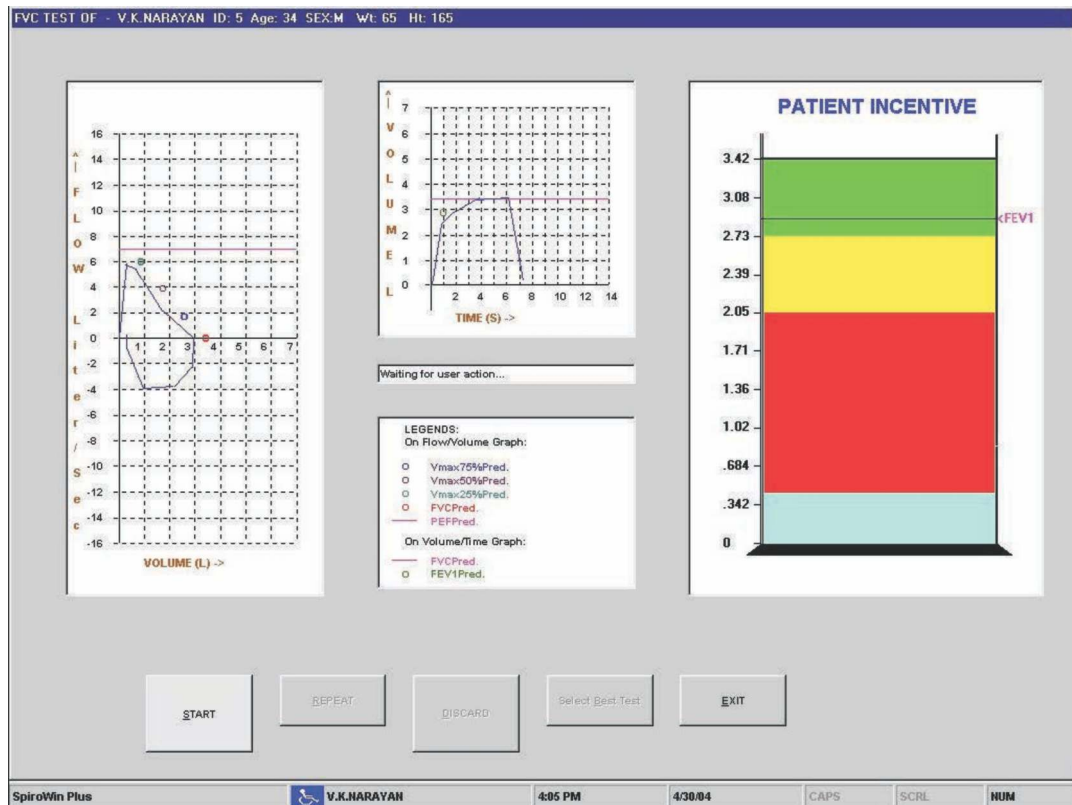 FVC TEST OF - V.K.NARAYAN ID: 5 Age: 34 SEX:M Wt: 65 Ht: 165
^| FLOW Liter/Sec
16
14
12
10
8
6
4
2
0
-2
-4
-6
-8
-10
-12
-14
-16
1 2 3 4 5 6 7
VOLUME (L) ->
^| VOLUME L
7
6
5
4
3
2
1
0
2 4 6 8 10 12 14
TIME (S) ->
Waiting for user action...
LEGENDS:
On Flow/Volume Graph:
Vmax75%Pred.
Vmax50%Pred.
Vmax25%Pred.
FVCPred.
PEFPred.
On Volume/Time Graph:
FVCPred.
FEV1Pred.
PATIENT INCENTIVE
3.42
3.08
<FEV1
2.73
2.39
2.05
1.71
1.36
1.02
.684
.342
0
START
REPEAT
DISCARD
Select Best Test
EXIT
SpiroWin Plus V.K.NARAYAN 4:05 PM 4/30/04 CAPS SCRL NUM